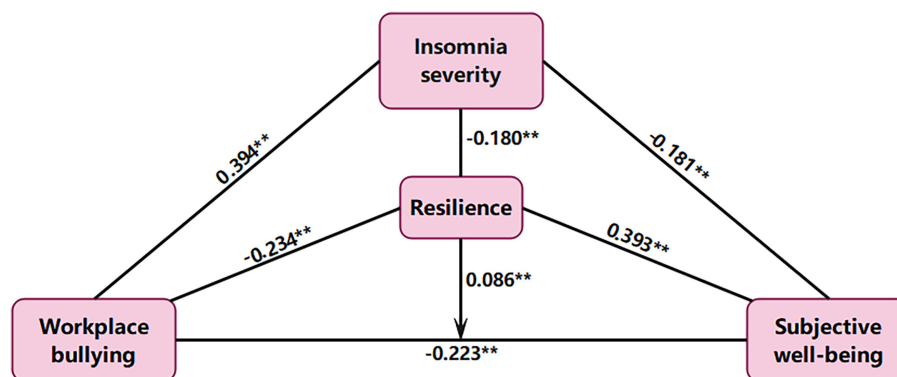 Insomnia
severity
0.394**
-0.180**
-0.181**
Resilience
-0.234**
0.393**
0.086**
Workplace
bullying
-0.223**
Subjective
well-being